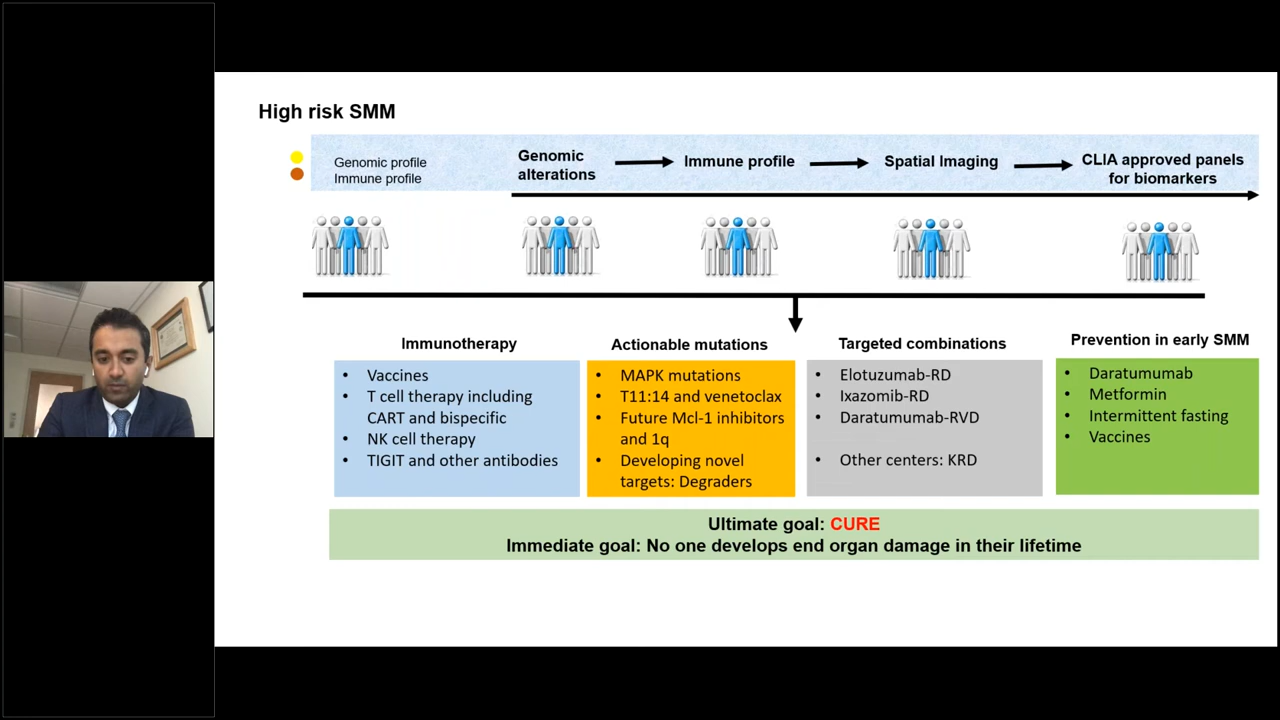 High risk SMM
Genomic profile
Immune profile
Genomic
alterations
Immune profile
Spatial Imaging
CLIA approved panels
for biomarkers
Immunotherapy
• Vaccines
• T cell therapy including
CART and bispecific
• NK cell therapy
• TIGIT and other antibodies
Actionable mutations
• MAPK mutations
• T11:14 and venetoclax
• Future Mcl-1 inhibitors
and 1q
• Developing novel
targets: Degraders
Targeted combinations
• Elotuzumab-RD
• Ixazomib-RD
• Daratumumab-RVD
• Other centers: KRD
Prevention in early SMM
• Daratumumab
• Metformin
• Intermittent fasting
• Vaccines
Ultimate goal: CURE
Immediate goal: No one develops end organ damage in their lifetime